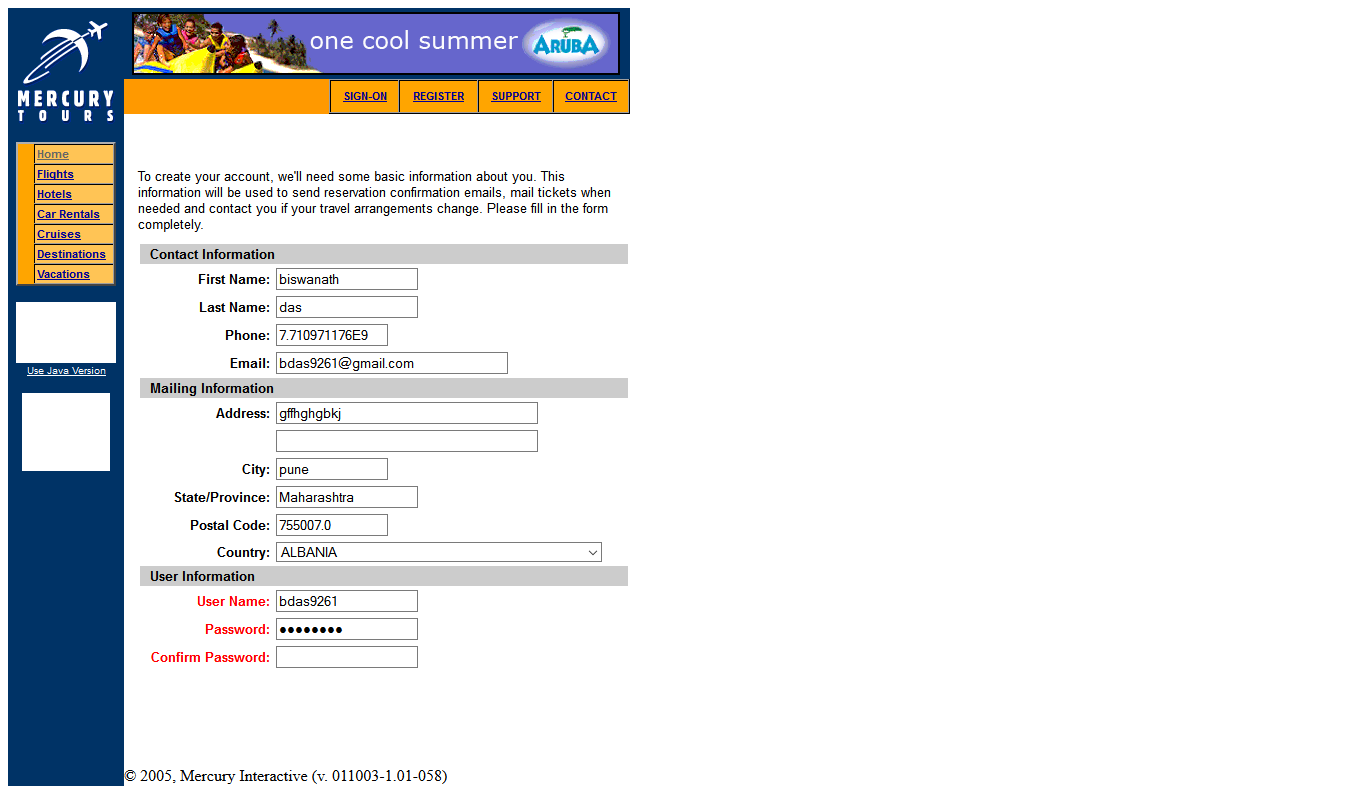 one cool summer ARUBA
MERCURY
TOURS
SIGN-ON REGISTER SUPPORT CONTACT
Home
Flights
Hotels
Car Rentals
Cruises
Destinations
Vacations
Use Java Version
To create your account, we'll need some basic information about you. This
information will be used to send reservation confirmation emails, mail tickets when
needed and contact you if your travel arrangements change. Please fill in the form
completely.
Contact Information
First Name: biswanath
Last Name: das
Phone: 7.710971176E9
Email: bdas9261@gmail.com
Mailing Information
Address: gffhghgbkj
City: pune
State/Province: Maharashtra
Postal Code: 755007.0
Country: ALBANIA
User Information
User Name: bdas9261
Password: ●●●●●●●●
Confirm Password:
© 2005, Mercury Interactive (v. 011003-1.01-058)